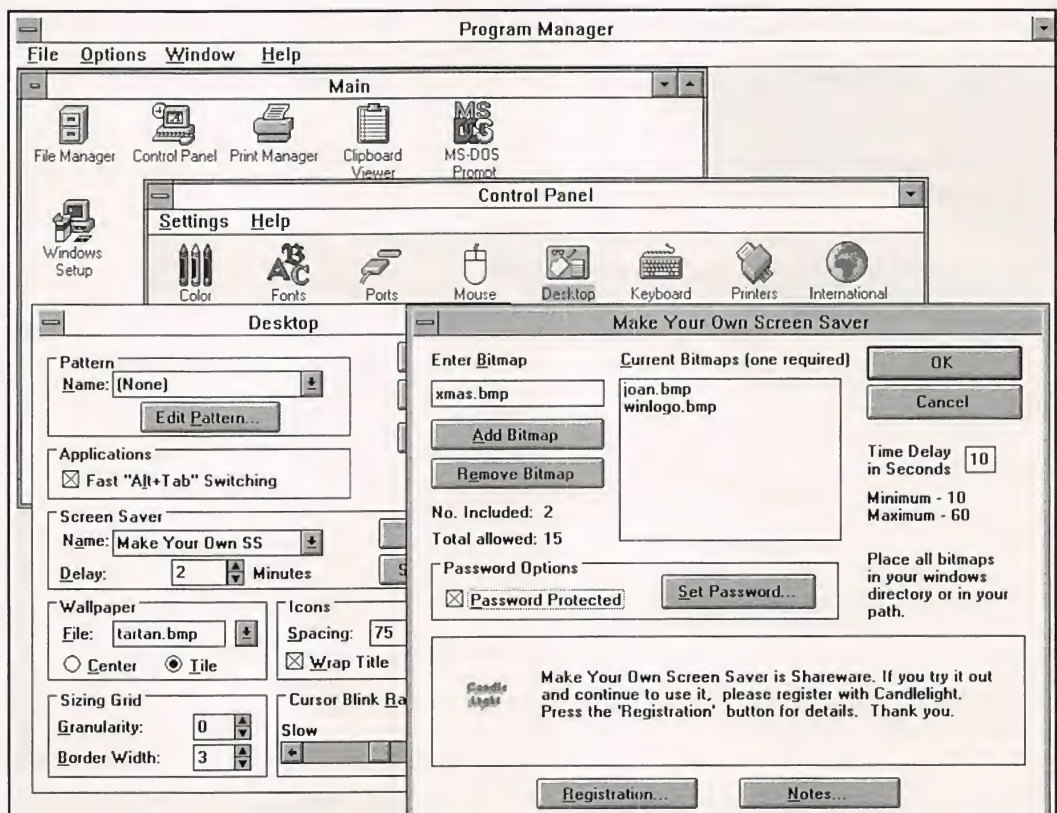 Program Manager
File Options Window Help
Main
File Manager
Control Panel
Print Manager
Clipboard
Viewer
MS-DOS
Prompt
Windows
Setup
Control Panel
Settings Help
Color
Fonts
Ports
Mouse
Desktop
Keyboard
Printers
International
Desktop
Pattern
Name: (None)
Edit Pattern...
Applications
Fast "Alt+Tab" Switching
Screen Saver
Name: Make Your Own SS
Delay: 2 Minutes
S
Wallpaper
File: tartan.bmp
Center Tile
Icons
Spacing: 75
Wrap Title
Sizing Grid
Granularity: 0
Border Width: 3
Cursor Blink Ra
Slow
Make Your Own Screen Saver
Enter Bitmap
xmas.bmp
Add Bitmap
Remove Bitmap
No. Included: 2
Total allowed: 15
Current Bitmaps (one required)
joan.bmp
winlogo.bmp
OK
Cancel
Time Delay
in Seconds 10
Minimum - 10
Maximum - 60
Place all bitmaps
in your windows
directory or in your
path.
Password Options
Password Protected
Set Password...
Candle
Light
Make Your Own Screen Saver is Shareware. If you try it out
and continue to use it, please register with Candlelight.
Press the 'Registration' button for details. Thank you.
Registration...
Notes...